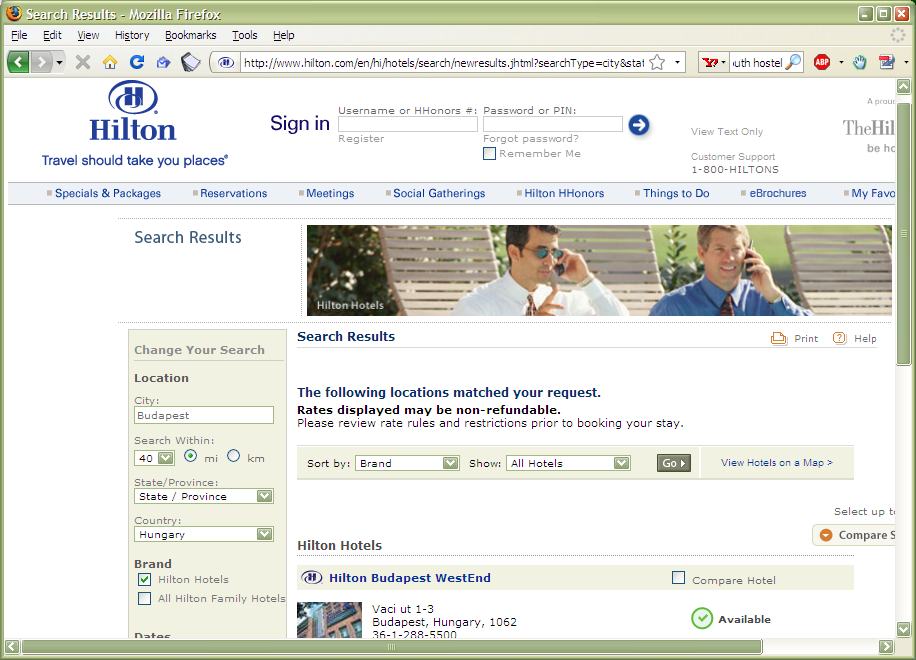 Search Results - Mozilla Firefox
File Edit View History Bookmarks Tools Help
http://www.hilton.com/en/hi/hotels/search/newresults.jhtml?searchType=city&stat
uth hostel
ABP
Hilton
Travel should take you places®
Sign in
Username or HHonors #: Password or PIN:
Register Forgot password?
Remember Me
View Text Only
Customer Support
1-800-HILTONS
A prou
The Hil
be ho
Specials & Packages Reservations Meetings Social Gatherings Hilton HHonors Things to Do eBrochures My Favo
Search Results
Hilton Hotels
Change Your Search
Location
City:
Budapest
Search Within:
40 mi km
State/Province:
State / Province
Country:
Hungary
Brand
Hilton Hotels
All Hilton Family Hotels
Dates
Search Results
Print Help
The following locations matched your request.
Rates displayed may be non-refundable.
Please review rate rules and restrictions prior to booking your stay.
Sort by: Brand Show: All Hotels Go View Hotels on a Map >
Select up to
Compare S
Hilton Hotels
Hilton Budapest WestEnd Compare Hotel
Vaci ut 1-3
Budapest, Hungary, 1062
36-1-288-5500
Available